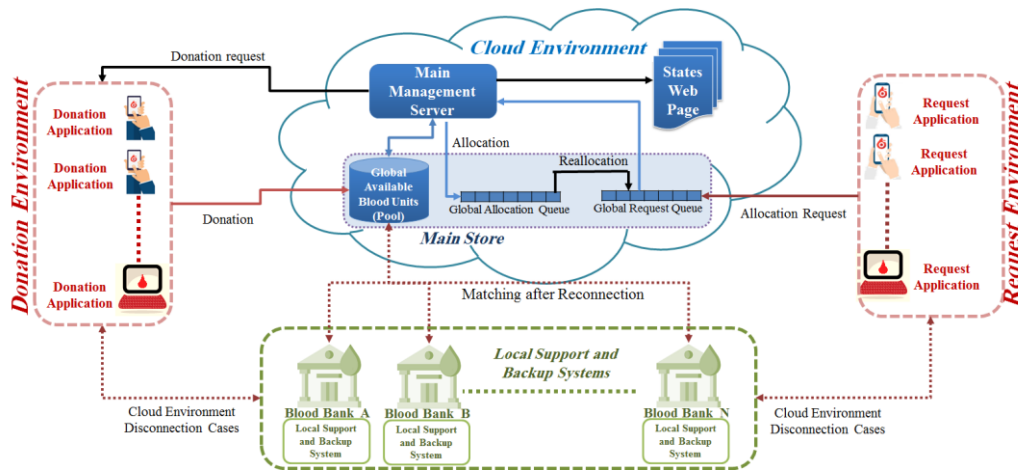 Cloud Environment
Donation request
Main
Management
Server
States
Web
Page
Donation Environment
Donation
Application
Donation
Application
Donation
Application
Request Environment
Request
Application
Request
Application
Request
Application
Allocation
Reallocation
Global
Available
Blood Units
(Pool)
Global Allocation Queue
Global Request Queue
Donation
Allocation Request
Main Store
Matching after Reconnection
Local Support and
Backup Systems
Blood Bank_A
Blood Bank_B
Blood Bank_N
Local Support
and Backup
System
Local Support
and Backup
System
Local Support
and Backup
System
Cloud Environment
Disconnection Cases
Cloud Environment
Disconnection Cases